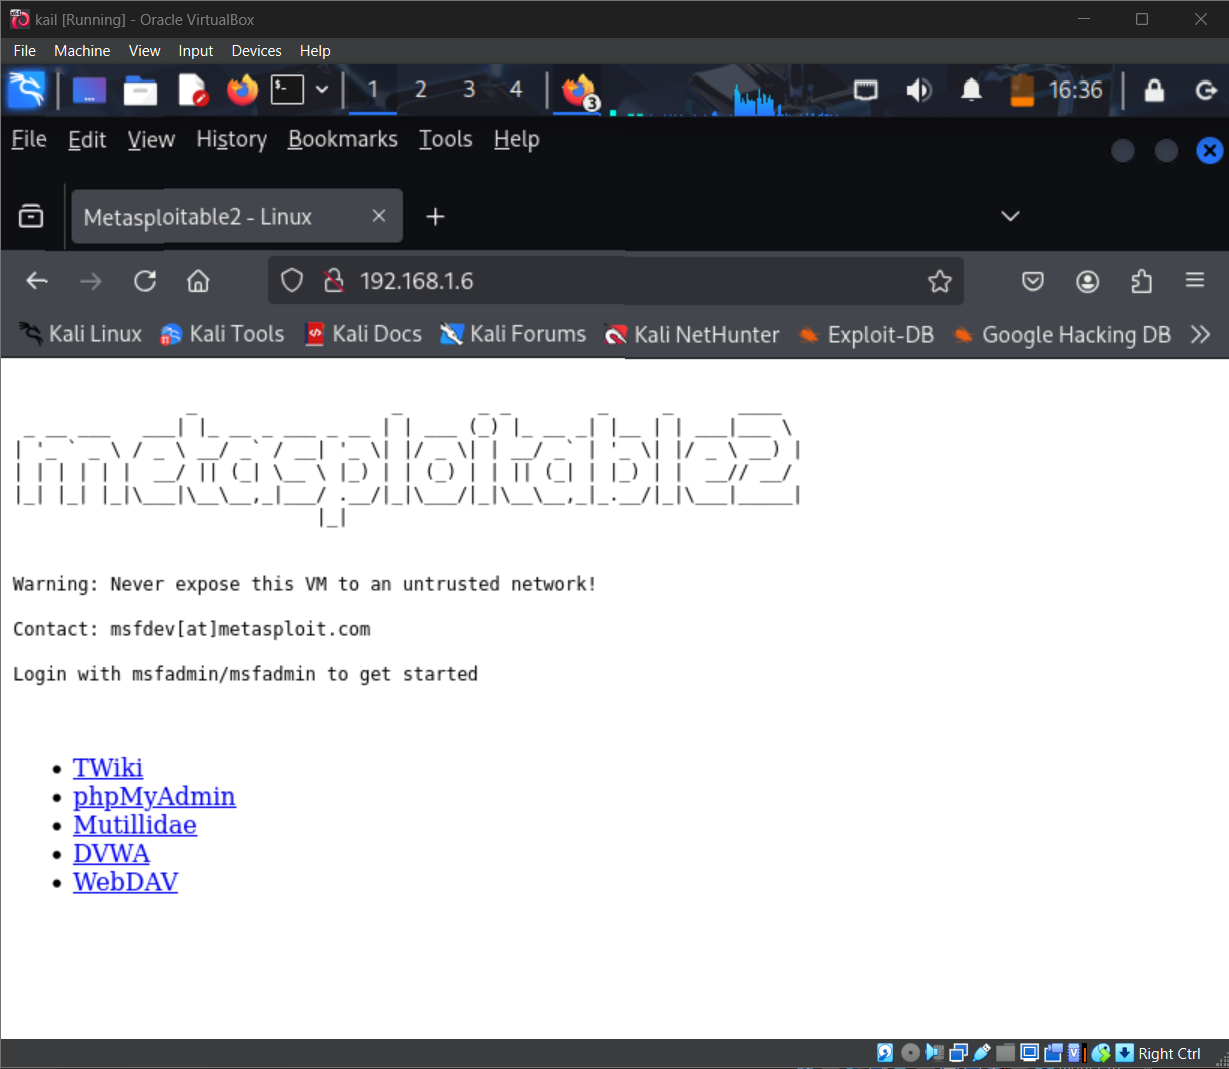 kail [Running] - Oracle VirtualBox
File Machine View Input Devices Help
1 2 3 4 3 16:36
File Edit View History Bookmarks Tools Help
Metasploitable2 - Linux
192.168.1.6
Kali Linux Kali Tools Kali Docs Kali Forums Kali NetHunter Exploit-DB Google Hacking DB
metasploitable2
Warning: Never expose this VM to an untrusted network!
Contact: msfdev[at]metasploit.com
Login with msfadmin/msfadmin to get started
• TWiki
• phpMyAdmin
• Mutillidae
• DVWA
• WebDAV
Right Ctrl